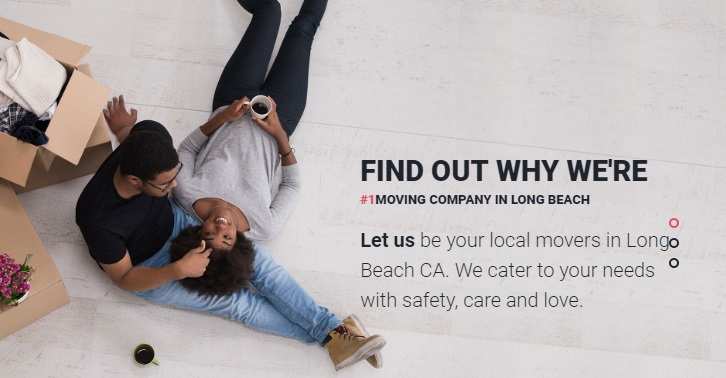 FIND OUT WHY WE'RE
#1MOVING COMPANY IN LONG BEACH
Let us be your local movers in Long
Beach CA. We cater to your needs
with safety, care and love.